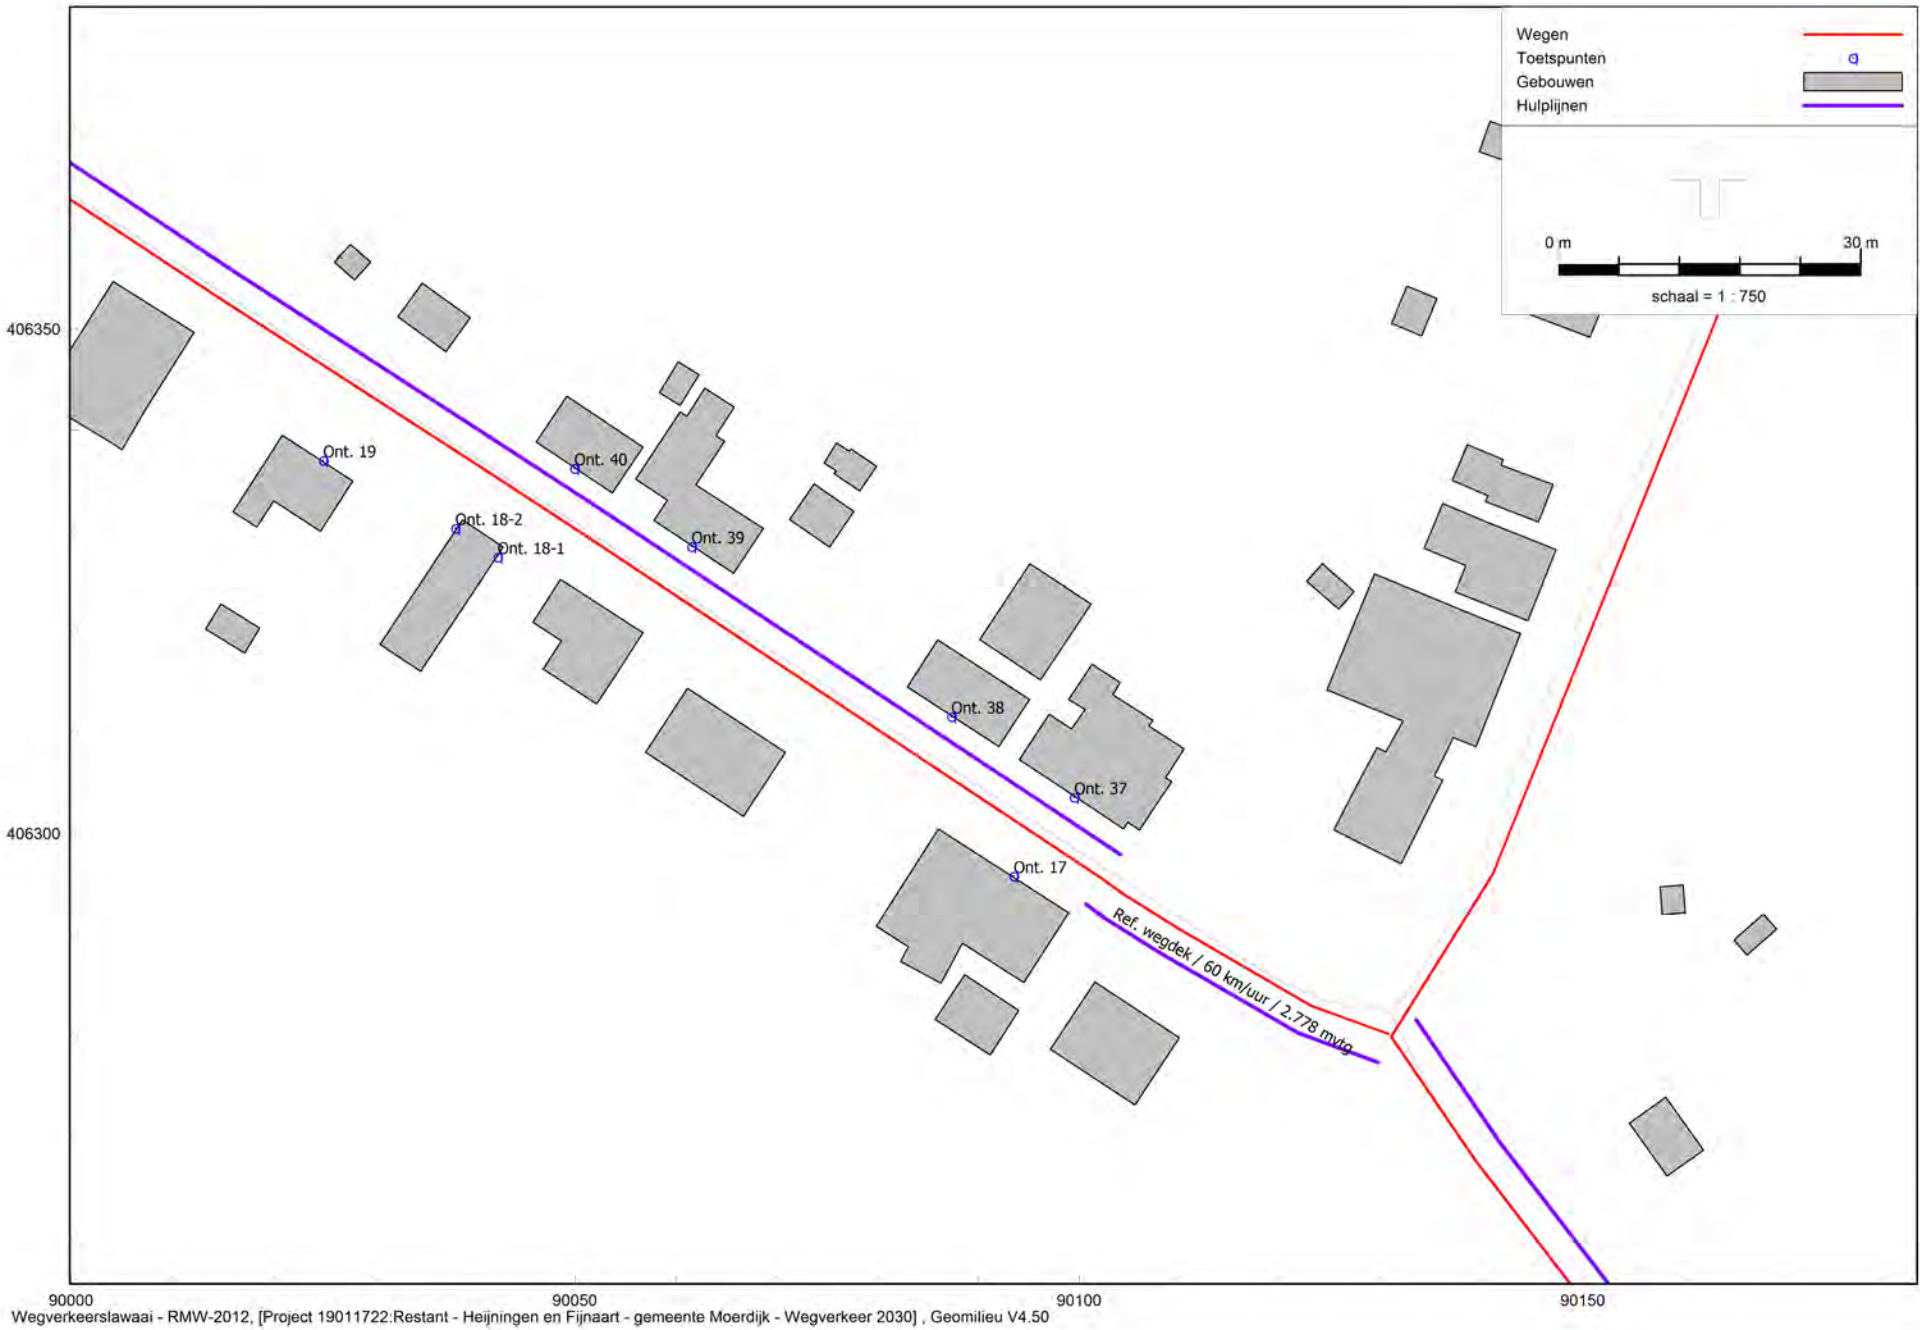 Wegen
Toetspunten
Gebouwen
Hulplijnen
0 m
30 m
schaal = 1 : 750
406350
Ont. 19
Ont. 40
Ont. 18-2
Ont. 39
Ont. 18-1
Ont. 38
Ont. 37
406300
Ont. 17
Ref. wegdek / 60 km/uur / 2.778 mvtg
90000
90050
90100
90150
Wegverkeerslawaai - RMW-2012, [Project 19011722:Restant - Heijningen en Fijnaart - gemeente Moerdijk - Wegverkeer 2030] , Geomilieu V4.50